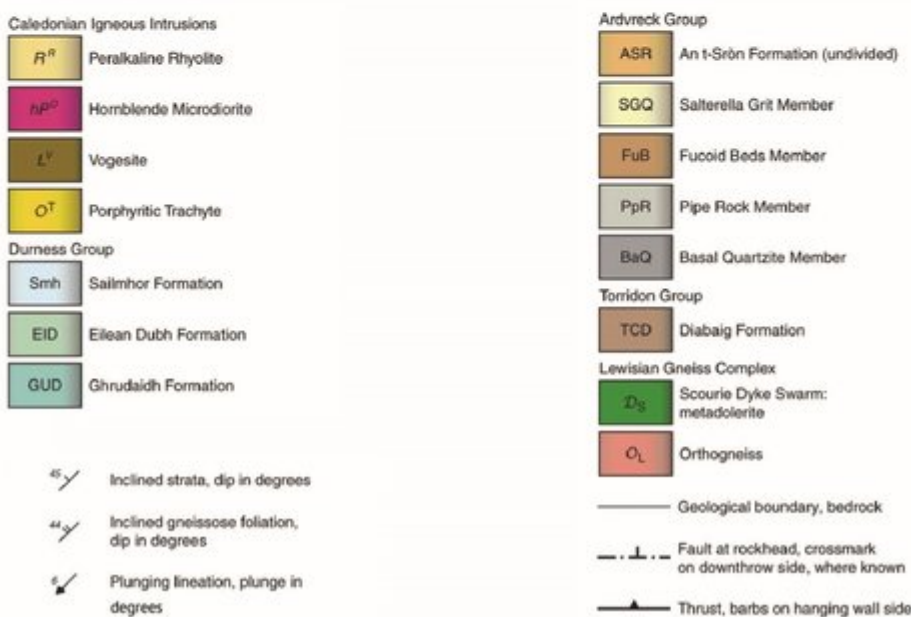 Caledonian Igneous Intrusions
R^R Peralkaline Rhyolite
hP^D Hornblende Microdiorite
L^V Vogesite
O^T Porphyritic Trachyte
Durness Group
Smh Sailmhor Formation
EID Eilean Dubh Formation
GUD Ghrudaidh Formation
45 Inclined strata, dip in degrees
44 Inclined gneissose foliation,
dip in degrees
6 Plunging lineation, plunge in
degrees
Ardvreck Group
ASR An t-Sròn Formation (undivided)
SGQ Salterella Grit Member
FuB Fucoid Beds Member
PpR Pipe Rock Member
BaQ Basal Quartzite Member
Torridon Group
TCD Diabaig Formation
Lewisian Gneiss Complex
D_S Scourie Dyke Swarm:
metadolerite
O_L Orthogneiss
Geological boundary, bedrock
Fault at rockhead, crossmark
on downthrow side, where known
Thrust, barbs on hanging wall side